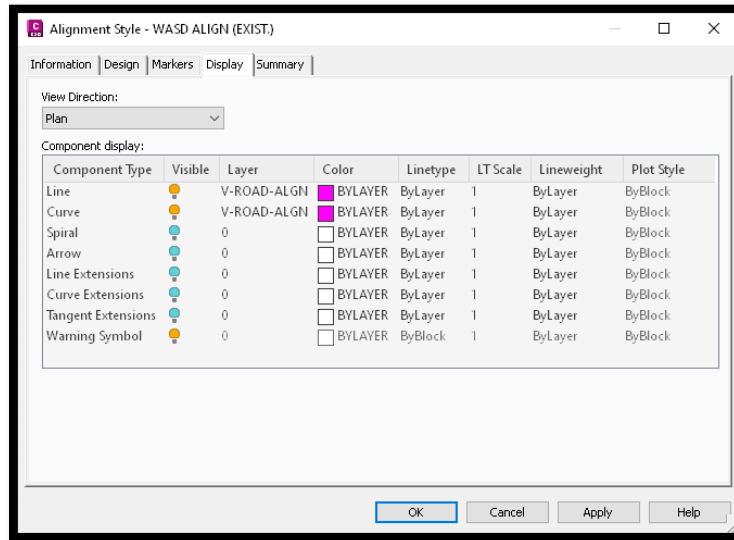 C
C3D
Alignment Style - WASD ALIGN (EXIST.)
Information Design Markers Display Summary
View Direction:
Plan
Component display:
Component Type Visible Layer Color Linetype LT Scale Lineweight Plot Style
Line V-ROAD-ALGN BYLAYER ByLayer 1 ByLayer ByBlock
Curve V-ROAD-ALGN BYLAYER ByLayer 1 ByLayer ByBlock
Spiral 0 BYLAYER ByLayer 1 ByLayer ByBlock
Arrow 0 BYLAYER ByLayer 1 ByLayer ByBlock
Line Extensions 0 BYLAYER ByLayer 1 ByLayer ByBlock
Curve Extensions 0 BYLAYER ByLayer 1 ByLayer ByBlock
Tangent Extensions 0 BYLAYER ByLayer 1 ByLayer ByBlock
Warning Symbol 0 BYLAYER ByBlock 1 ByLayer ByBlock
OK Cancel Apply Help